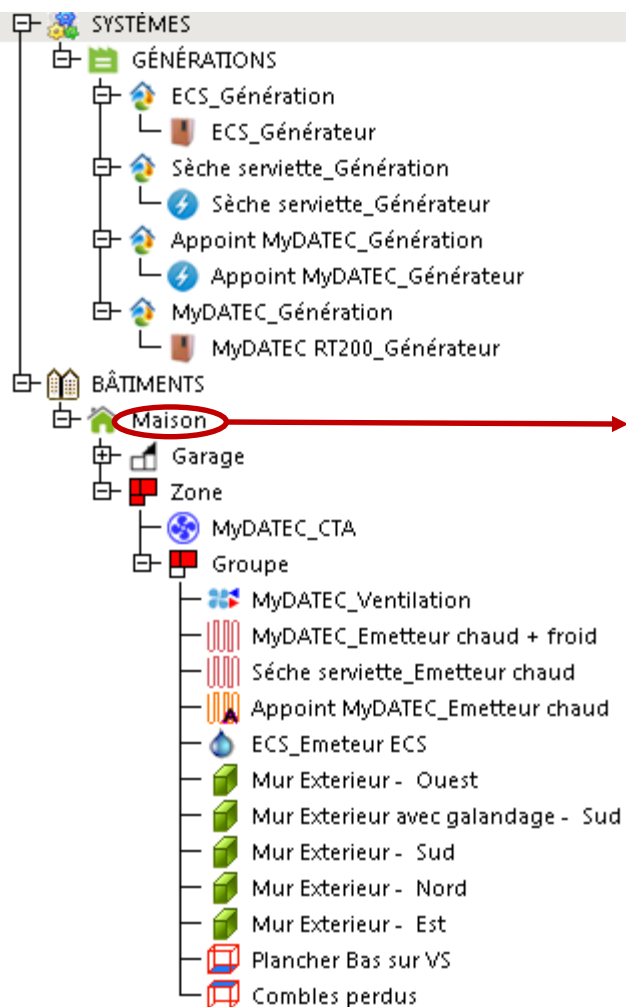 SYSTÈMES
GÉNÉRATIONS
ECS_Génération
ECS_Générateur
Sèche serviette_Génération
Sèche serviette_Générateur
Appoint MyDATEC_Génération
Appoint MyDATEC_Générateur
MyDATEC_Génération
MyDATEC RT200_Générateur
BÂTIMENTS
Maison
Garage
Zone
MyDATEC_CTA
Groupe
MyDATEC_Ventilation
MyDATEC_Emetteur chaud + froid
Séche serviette_Emetteur chaud
Appoint MyDATEC_Emetteur chaud
ECS_Emeteur ECS
Mur Exterieur - Ouest
Mur Exterieur avec galandage - Sud
Mur Exterieur - Sud
Mur Exterieur - Nord
Mur Exterieur - Est
Plancher Bas sur VS
Combles perdus